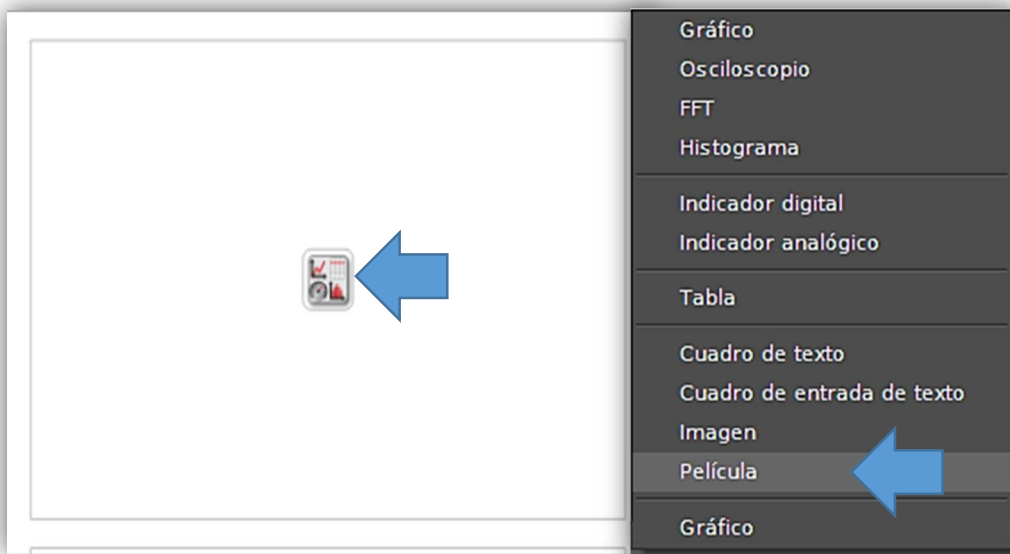 Gráfico
Osciloscopio
FFT
Histograma
Indicador digital
Indicador analógico
Tabla
Cuadro de texto
Cuadro de entrada de texto
Imagen
Película
Gráfico